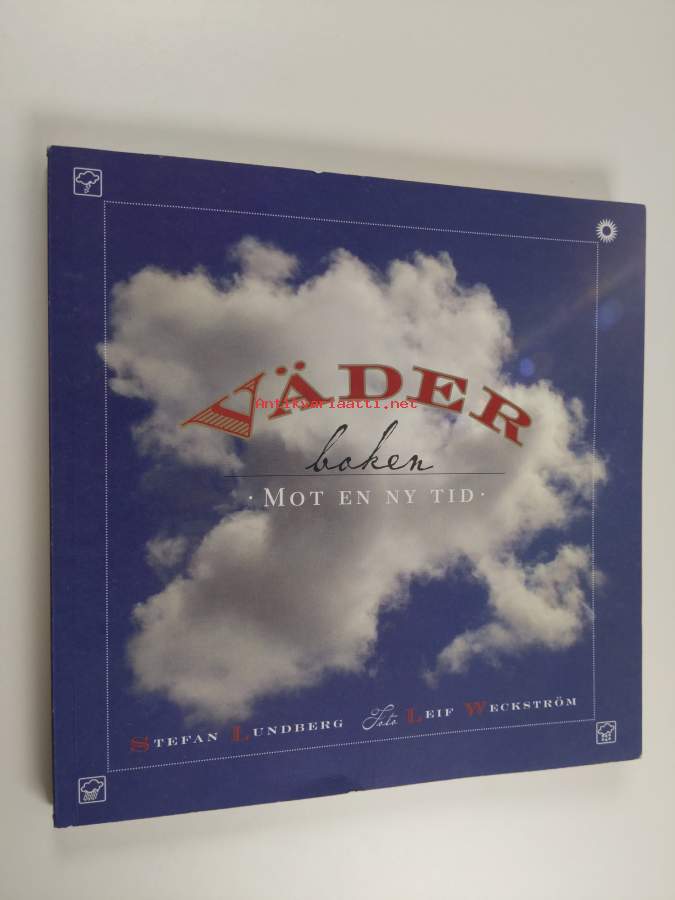 VÄDER
Antikvariaatti.net
boken
· MOT EN NY TID ·
STEFAN LUNDBERG Foto LEIF WECKSTRÖM